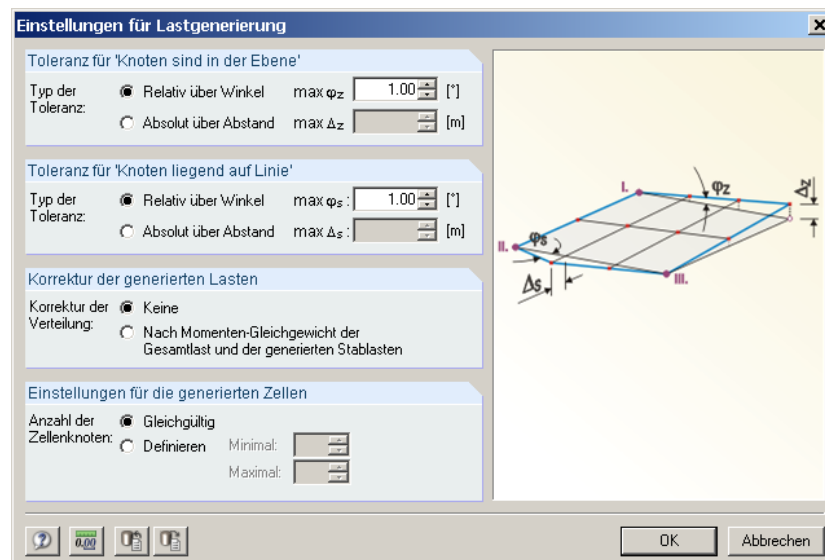 Einstellungen für Lastgenerierung
Toleranz für 'Knoten sind in der Ebene'
Typ der Toleranz:
Relativ über Winkel max φz 1.00 [°]
Absolut über Abstand max Δz [m]
Toleranz für 'Knoten liegend auf Linie'
Typ der Toleranz:
Relativ über Winkel max φs : 1.00 [°]
Absolut über Abstand max Δs : [m]
Korrektur der generierten Lasten
Korrektur der Verteilung:
Keine
Nach Momenten-Gleichgewicht der
Gesamtlast und der generierten Stablasten
Einstellungen für die generierten Zellen
Anzahl der Zellenknoten:
Gleichgültig
Definieren Minimal:
Maximal:
I.
φz
Δz
II.
φs
Δs
III.
0.00
OK
Abbrechen